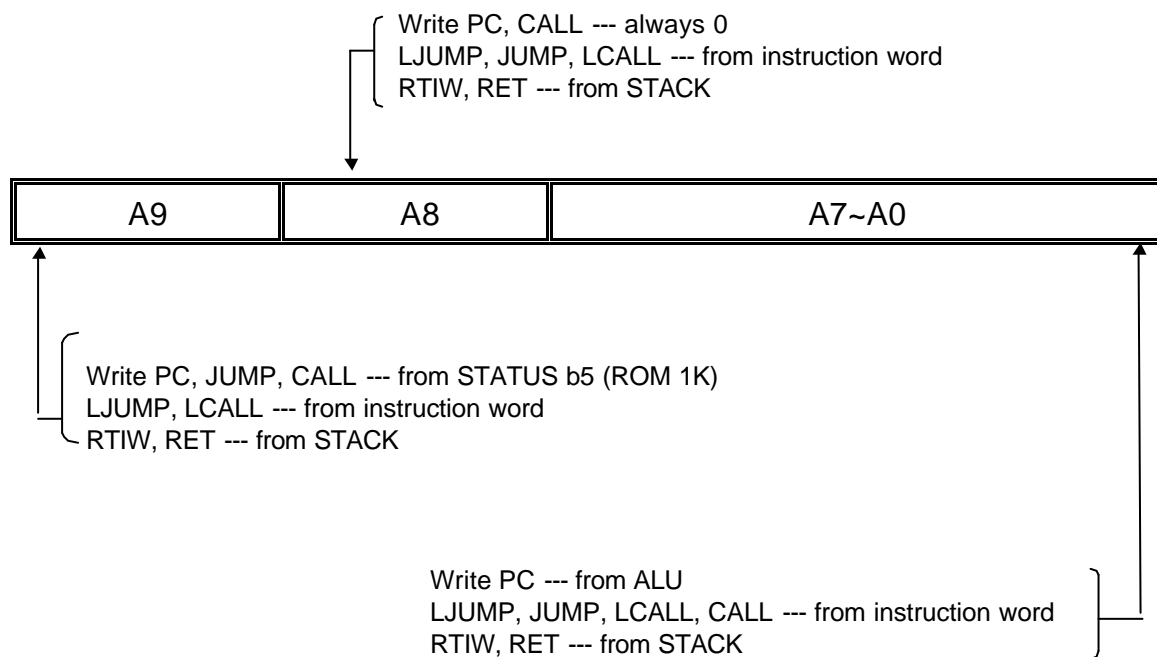 Write PC, CALL --- always 0
LJUMP, JUMP, LCALL --- from instruction word
RTIW, RET --- from STACK
A9
A8
A7~A0
Write PC, JUMP, CALL --- from STATUS b5 (ROM 1K)
LJUMP, LCALL --- from instruction word
RTIW, RET --- from STACK
Write PC --- from ALU
LJUMP, JUMP, LCALL, CALL --- from instruction word
RTIW, RET --- from STACK